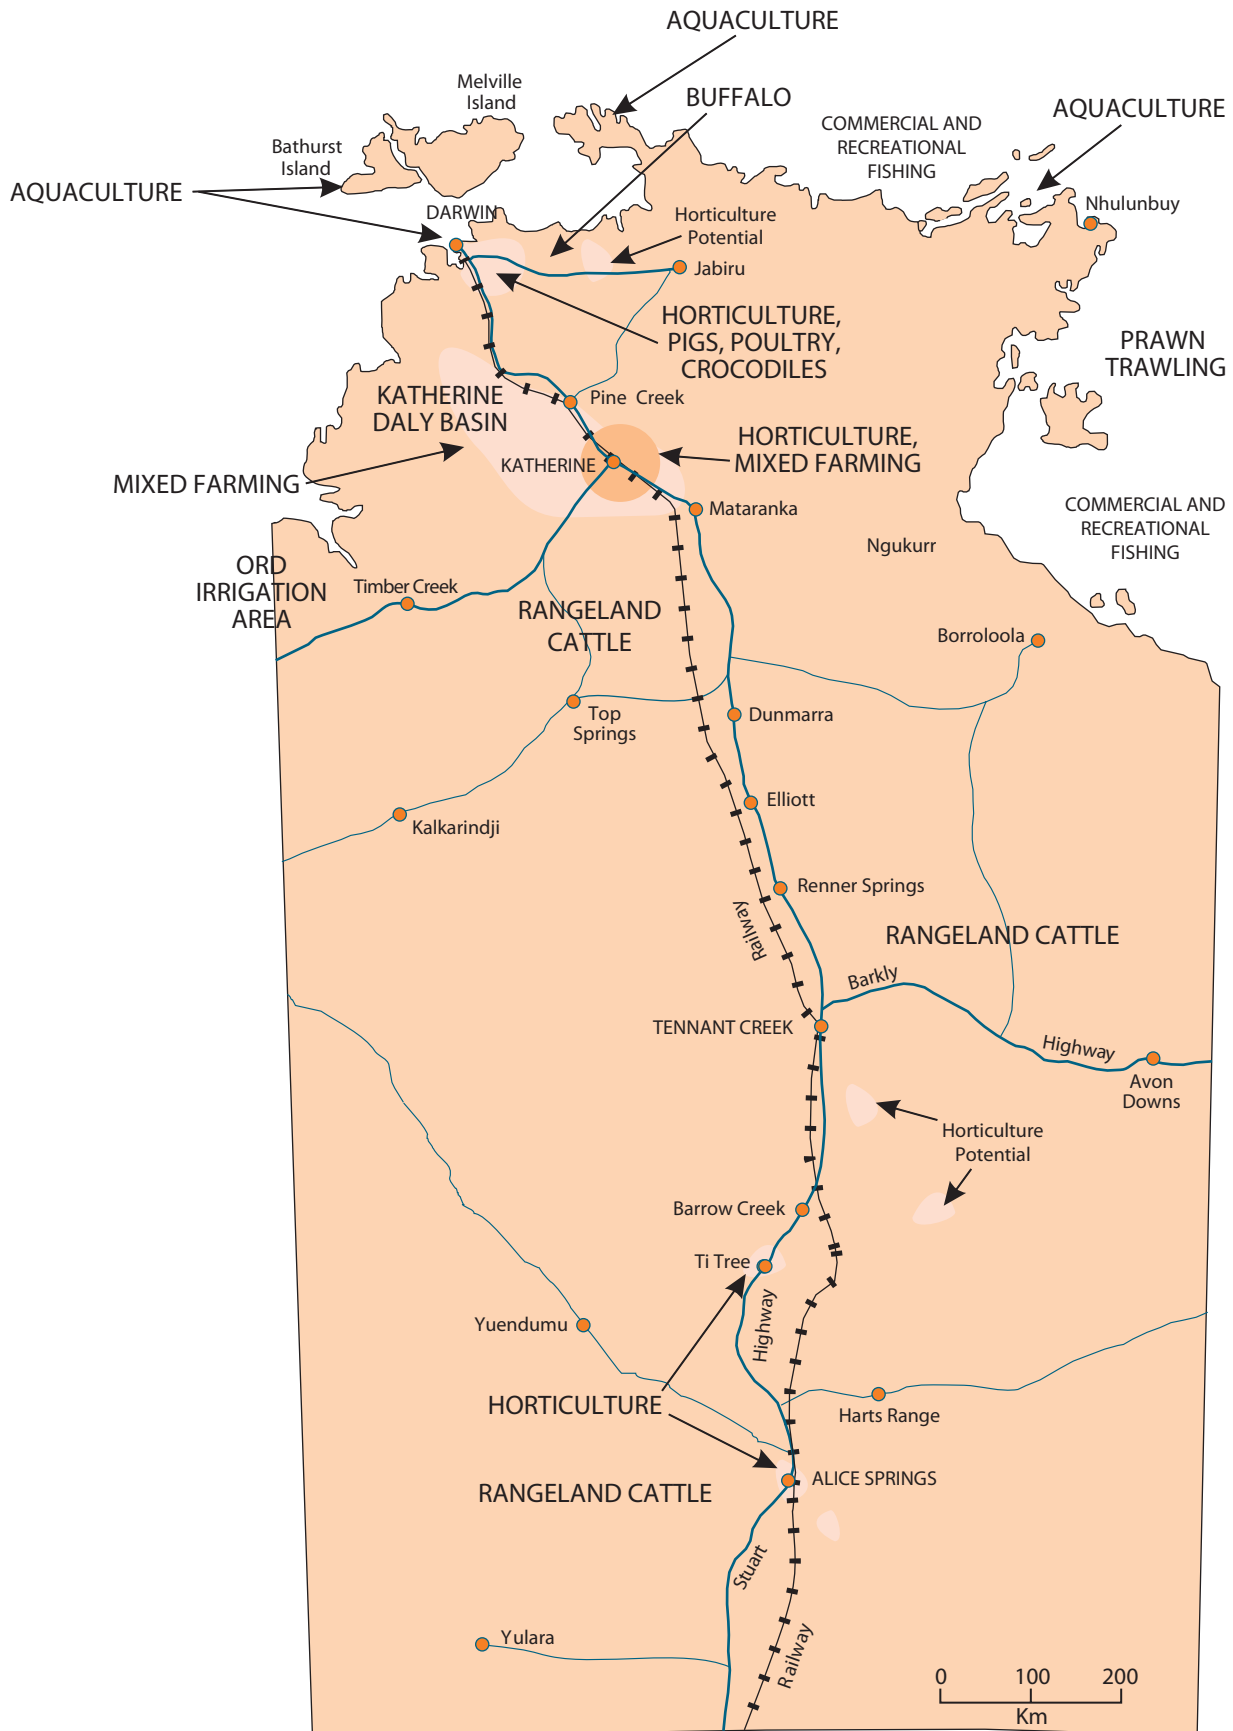 AQUACULTURE
Melville
Island
BUFFALO
AQUACULTURE
COMMERCIAL AND
RECREATIONAL
FISHING
Bathurst
Island
AQUACULTURE
DARWIN
Horticulture
Potential
Nhulunbuy
Jabiru
HORTICULTURE,
PIGS, POULTRY,
CROCODILES
PRAWN
TRAWLING
KATHERINE
DALY BASIN
Pine Creek
HORTICULTURE,
MIXED FARMING
KATHERINE
MIXED FARMING
Mataranka
COMMERCIAL AND
RECREATIONAL
FISHING
Ngukurr
ORD
IRRIGATION
AREA
Timber Creek
RANGELAND
CATTLE
Borroloola
Top
Springs
Dunmarra
Elliott
Kalkarindji
Renner Springs
Railway
RANGELAND CATTLE
Barkly
TENNANT CREEK
Highway
Avon
Downs
Horticulture
Potential
Barrow Creek
Ti Tree
Highway
Yuendumu
HORTICULTURE
Harts Range
ALICE SPRINGS
RANGELAND CATTLE
Stuart
Yulara
Railway
0 100 200
Km